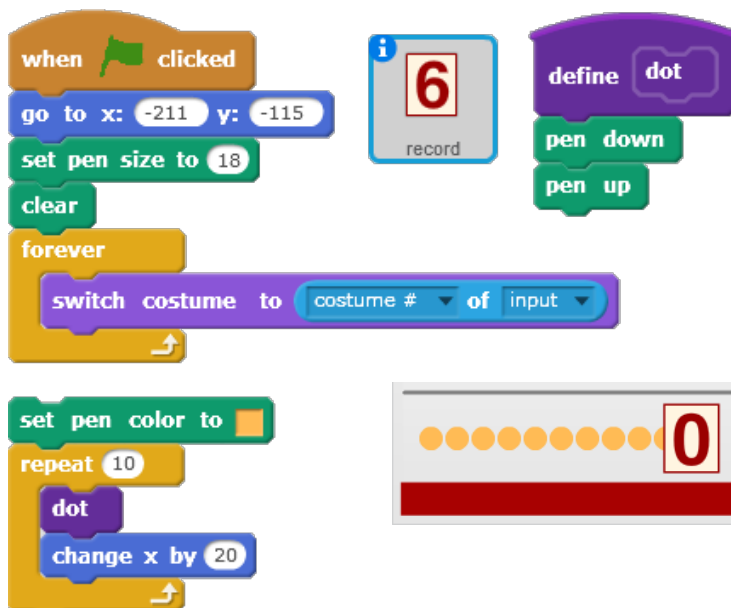 when clicked
go to x: -211 y: -115
set pen size to 18
clear
forever
switch costume to costume # of input
i
6
record
define dot
pen down
pen up
set pen color to
repeat 10
dot
change x by 20
0